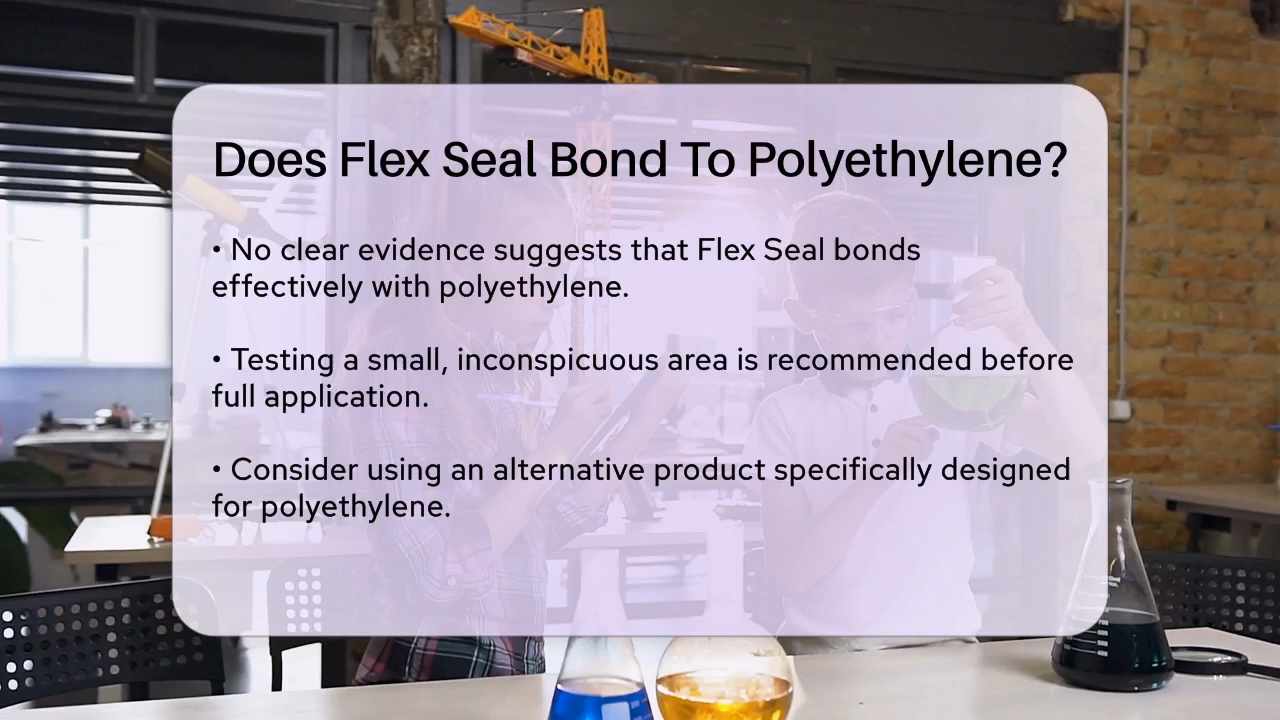 Does Flex Seal Bond To Polyethylene?
• No clear evidence suggests that Flex Seal bonds
effectively with polyethylene.
• Testing a small, inconspicuous area is recommended before
full application.
• Consider using an alternative product specifically designed
for polyethylene.